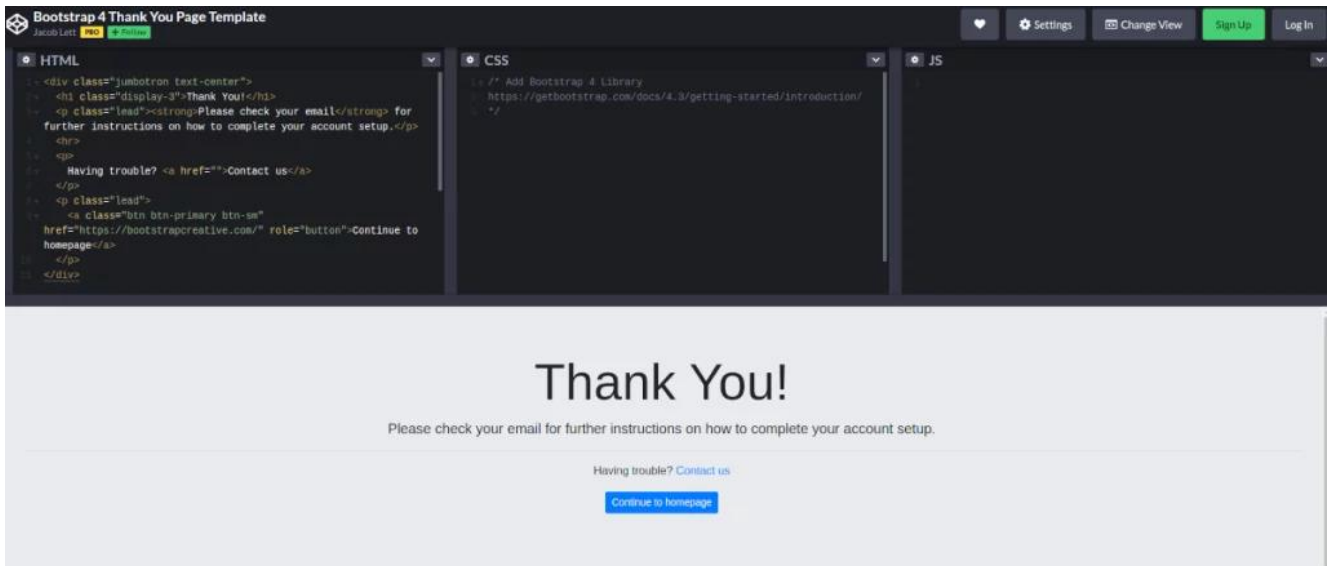 Bootstrap 4 Thank You Page Template
Jacob Lett PRO + Follow
Settings
Change View
Sign Up
Log In
HTML
<div class="jumbotron text-center">
<h1 class="display-3">Thank You!</h1>
<p class="lead"><strong>Please check your email</strong> for
further instructions on how to complete your account setup.</p>
<hr>
<p>
Having trouble? <a href="">Contact us</a>
</p>
<p class="lead">
<a class="btn btn-primary btn-sm"
href="https://bootstrapcreative.com/" role="button">Continue to
homepage</a>
</p>
</div>
CSS
/* Add Bootstrap 4 Library
https://getbootstrap.com/docs/4.3/getting-started/introduction/
*/
JS
Thank You!
Please check your email for further instructions on how to complete your account setup.
Having trouble? Contact us
Continue to homepage